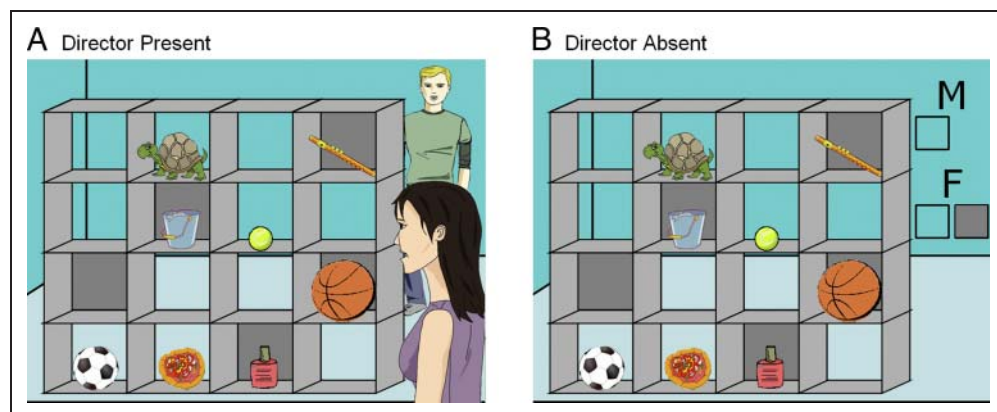 A Director Present
B Director Absent
M
F